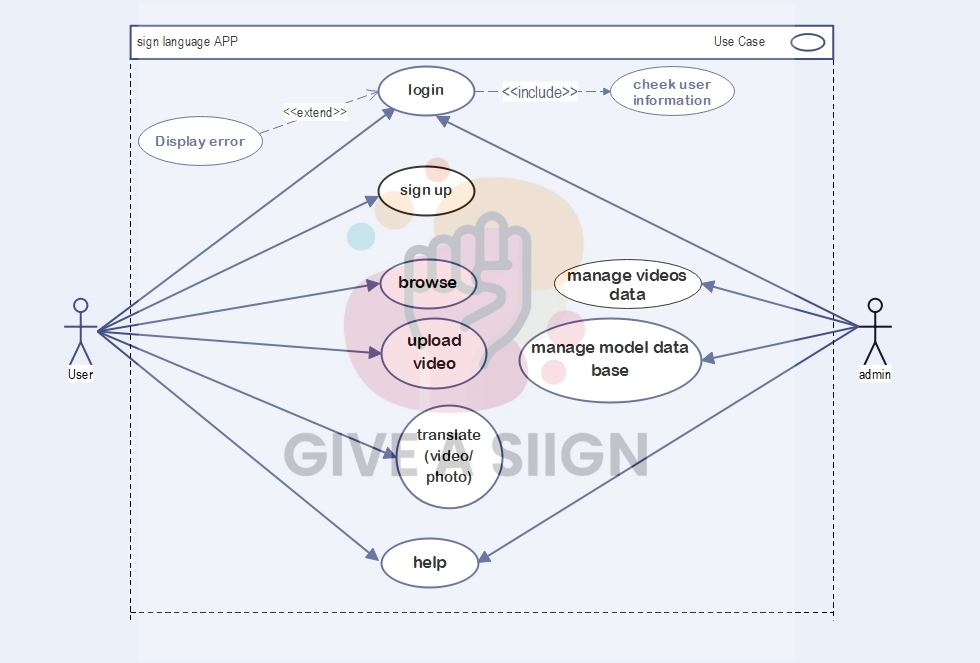 sign language APP
Use Case
login
<<include>>
cheek user
information
<<extend>>
Display error
sign up
browse
manage videos
data
upload
video
manage model data
base
User
admin
translate
(video/
photo)
GIVE A SIIGN
help